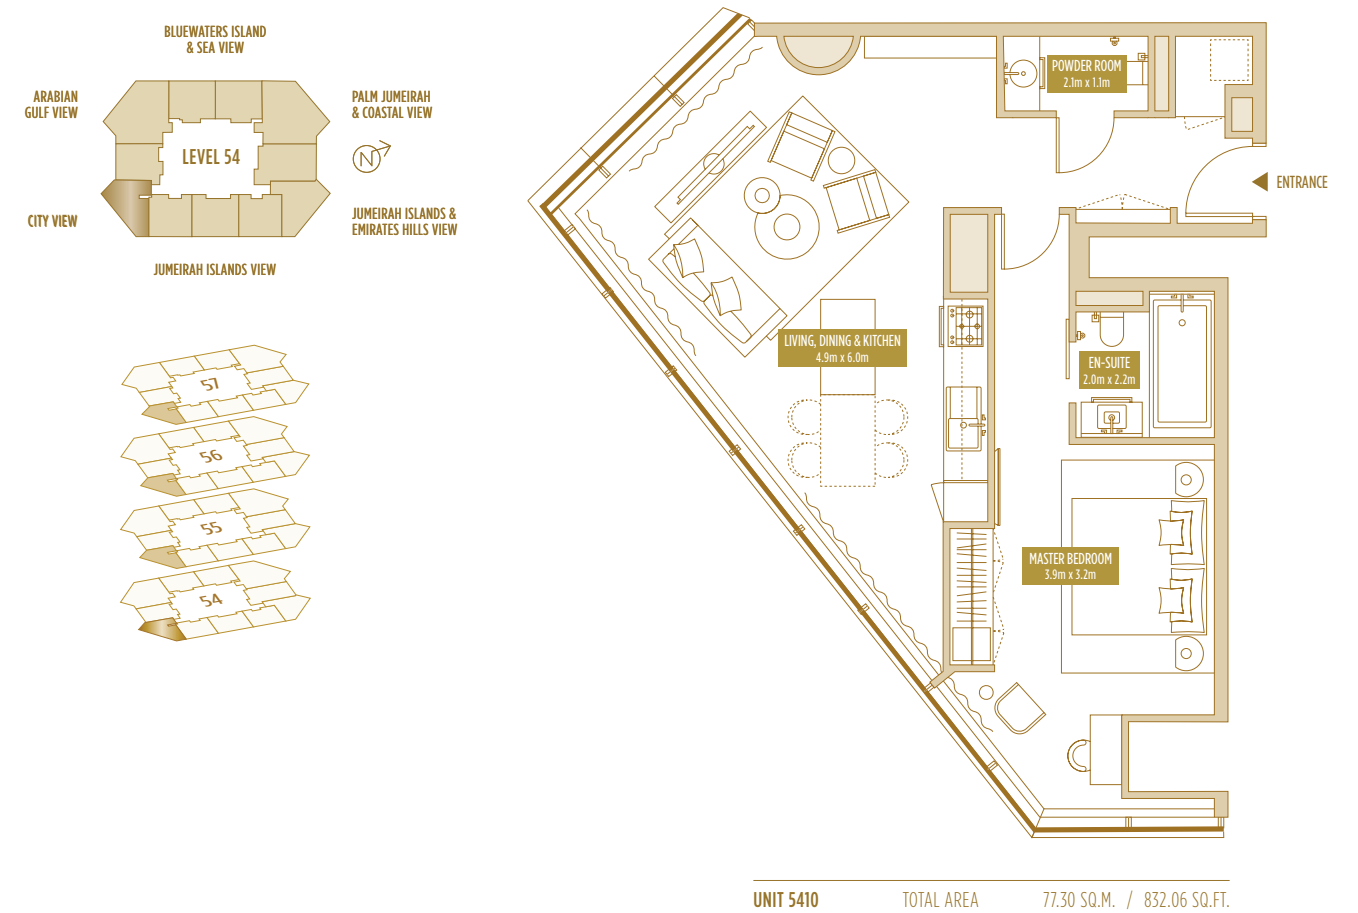 BLUEWATERS ISLAND
& SEA VIEW
ARABIAN
GULF VIEW
PALM JUMEIRAH
& COASTAL VIEW
LEVEL 54
N
CITY VIEW
JUMEIRAH ISLANDS &
EMIRATES HILLS VIEW
JUMEIRAH ISLANDS VIEW
57
56
55
54
POWDER ROOM
2.1m x 1.1m
ENTRANCE
LIVING, DINING & KITCHEN
4.9m x 6.0m
EN-SUITE
2.0m x 2.2m
MASTER BEDROOM
3.9m x 3.2m
UNIT 5410 TOTAL AREA 77.30 SQ.M. / 832.06 SQ.FT.